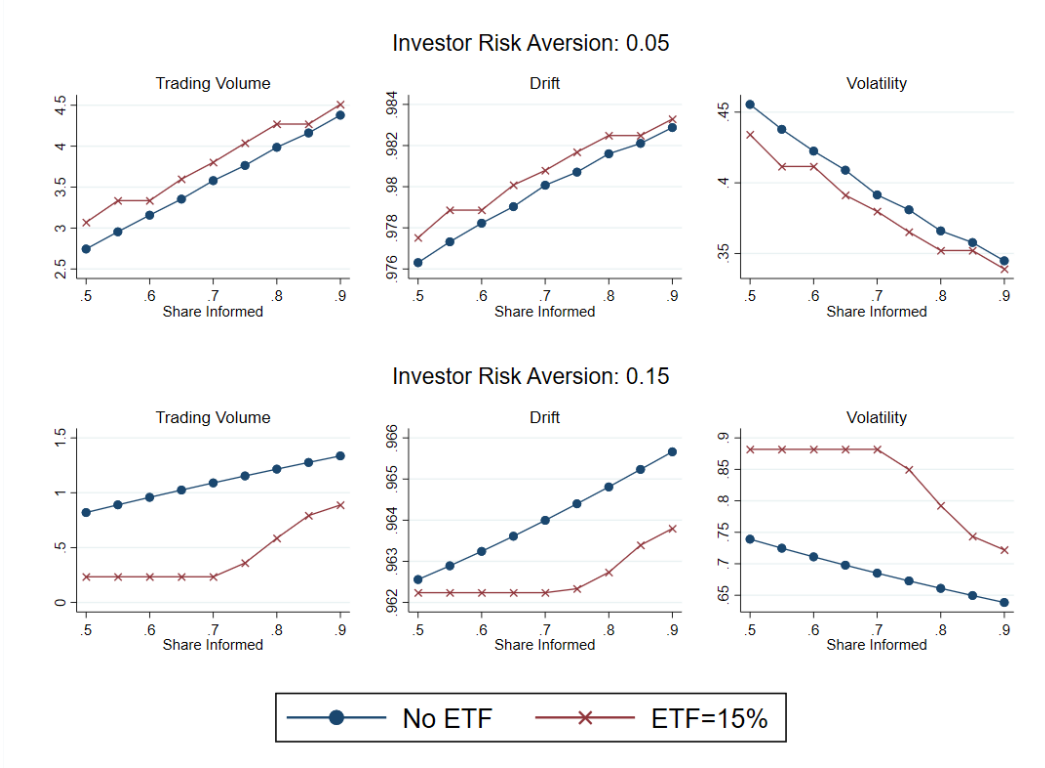 Investor Risk Aversion: 0.05
Trading Volume
4.5
4
3.5
3
2.5
.5 .6 .7 .8 .9
Share Informed
Drift
.984
.982
.98
.978
.976
.5 .6 .7 .8 .9
Share Informed
Volatility
.45
.4
.35
.5 .6 .7 .8 .9
Share Informed
Investor Risk Aversion: 0.15
Trading Volume
1.5
1
.5
0
.5 .6 .7 .8 .9
Share Informed
Drift
.966
.965
.964
.963
.962
.5 .6 .7 .8 .9
Share Informed
Volatility
.9
.85
.8
.75
.7
.65
.5 .6 .7 .8 .9
Share Informed
No ETF ETF=15%